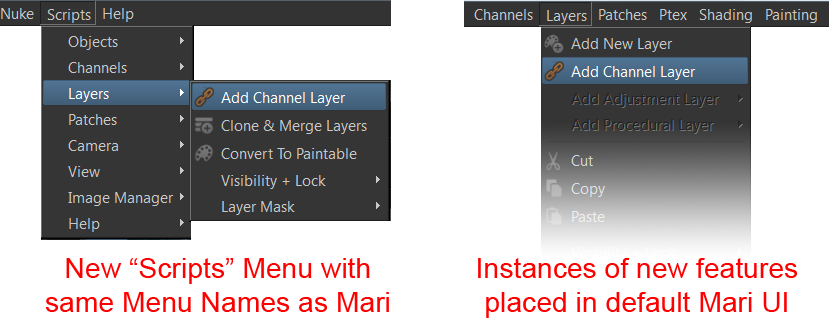 Nuke Scripts Help
Objects
Channels
Layers
Patches
Camera
View
Image Manager
Help
Add Channel Layer
Clone & Merge Layers
Convert To Paintable
Visibility + Lock
Layer Mask
New “Scripts” Menu with
same Menu Names as Mari
Channels Layers Patches Ptex Shading Painting
Add New Layer
Add Channel Layer
Add Adjustment Layer
Add Procedural Layer
Cut
Copy
Paste
Instances of new features
placed in default Mari UI